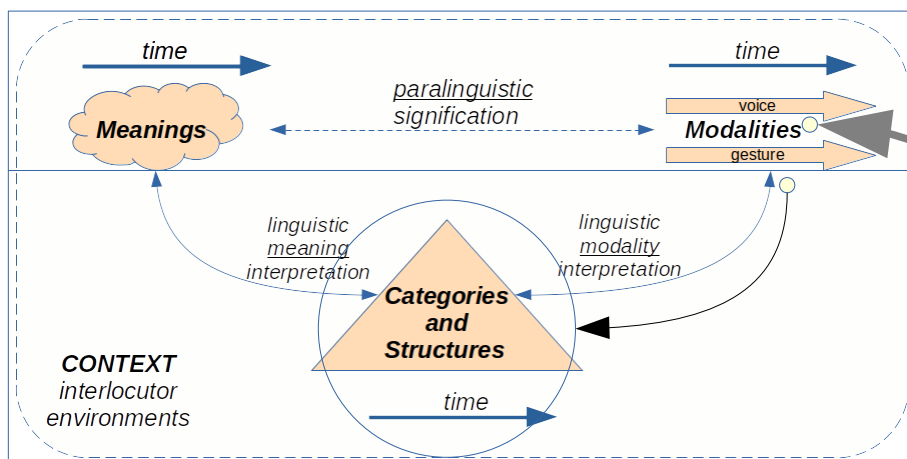 time
time
paralinguistic
signification
voice
Meanings
Modalities
gesture
linguistic
meaning
interpretation
linguistic
modality
interpretation
Categories
and
Structures
CONTEXT
interlocutor
environments
time